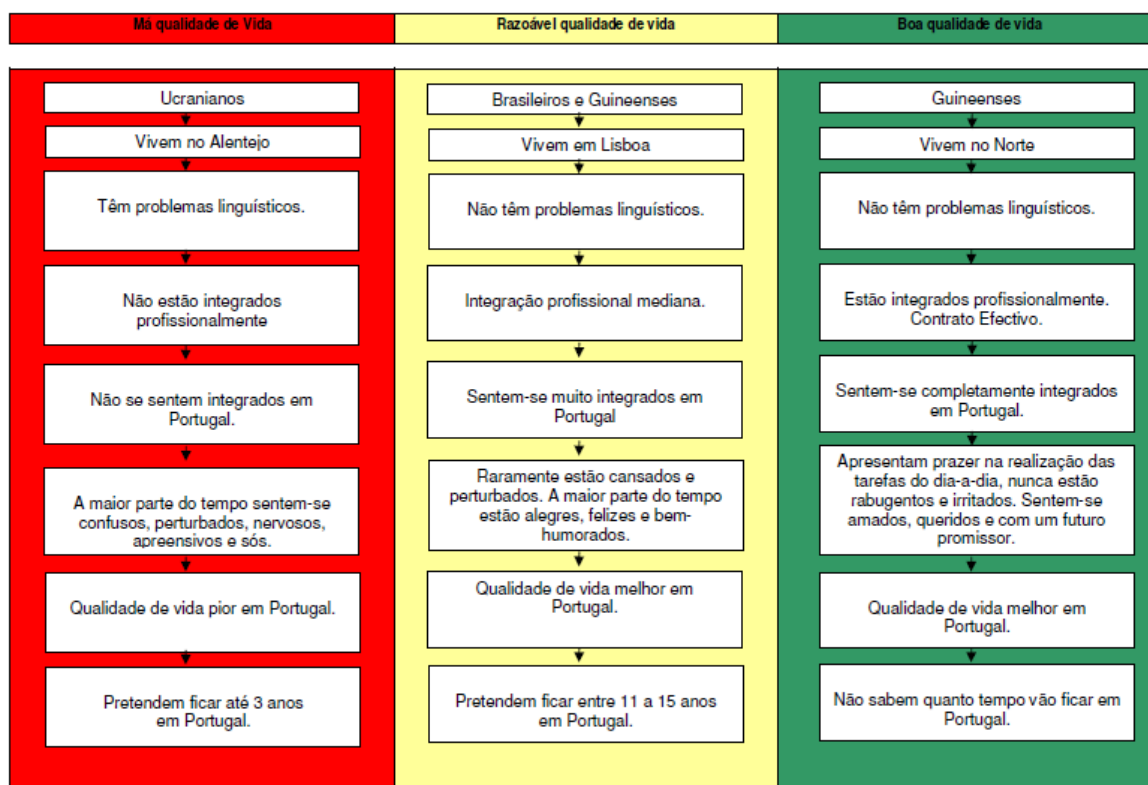 Má qualidade de Vida
Razoável qualidade de vida
Boa qualidade de vida
Ucranianos
Vivem no Alentejo
Têm problemas linguísticos.
Não estão integrados
profissionalmente
Não se sentem integrados em
Portugal.
A maior parte do tempo sentem-se
confusos, perturbados, nervosos,
apreensivos e sós.
Qualidade de vida pior em Portugal.
Pretendem ficar até 3 anos
em Portugal.
Brasileiros e Guineenses
Vivem em Lisboa
Não têm problemas linguísticos.
Integração profissional mediana.
Sentem-se muito integrados em
Portugal
Raramente estão cansados e
perturbados. A maior parte do tempo
estão alegres, felizes e bem-
humorados.
Qualidade de vida melhor em
Portugal.
Pretendem ficar entre 11 a 15 anos
em Portugal.
Guineenses
Vivem no Norte
Não têm problemas linguísticos.
Estão integrados profissionalmente.
Contrato Efectivo.
Sentem-se completamente integrados
em Portugal.
Apresentam prazer na realização das
tarefas do dia-a-dia, nunca estão
rabugentos e irritados. Sentem-se
amados, queridos e com um futuro
promissor.
Qualidade de vida melhor em
Portugal.
Não sabem quanto tempo vão ficar em
Portugal.